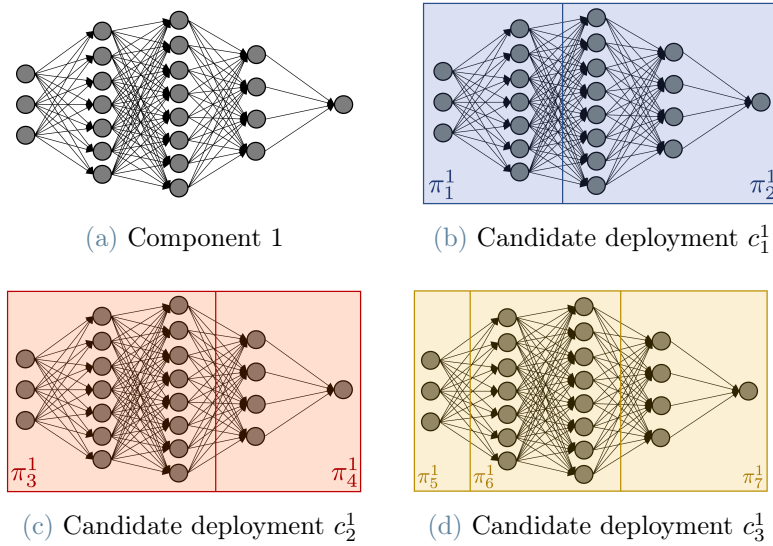 π₁¹ π₂¹
(a) Component 1
(b) Candidate deployment c₁¹
π₃¹ π₄¹
π₅¹ π₆¹ π₇¹
(c) Candidate deployment c₂¹
(d) Candidate deployment c₃¹